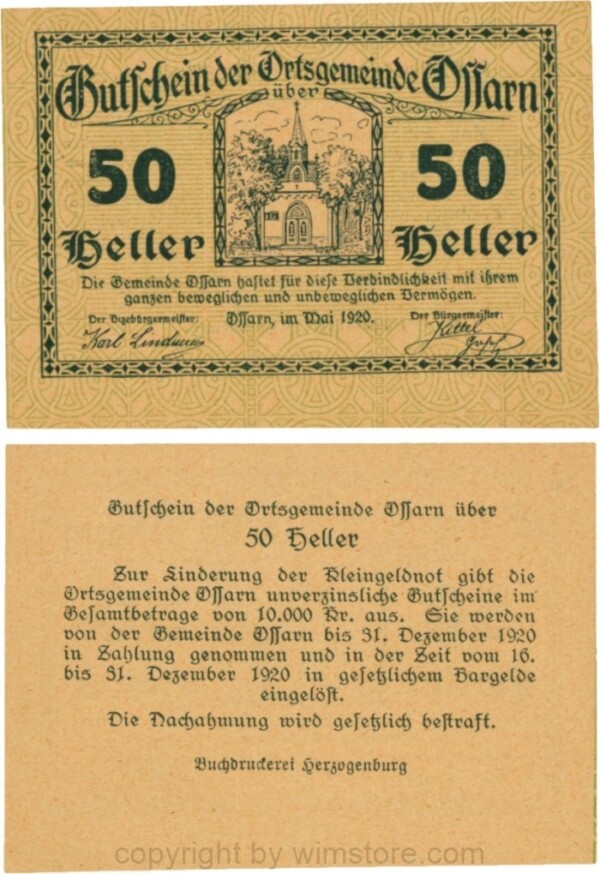 Gutschein der Ortsgemeinde Ossarn
über
50 50
Heller Heller
Die Gemeinde Ossarn haftet für diese Verbindlichkeit mit ihrem
ganzen beweglichen und unbeweglichen Vermögen.
Der Vizebürgermeister: Ossarn, im Mai 1920. Der Bürgermeister:
Karl
Gutschein der Ortsgemeinde Ossarn über
50 Heller
Zur Linderung der Kleingeldnot gibt die
Ortsgemeinde Ossarn unverzinsliche Gutscheine im
Gesamtbetrage von 10.000 Kr. aus. Sie werden
von der Gemeinde Ossarn bis 31. Dezember 1920
in Zahlung genommen und in der Zeit vom 16.
bis 31. Dezember 1920 in gesetzlichem Bargelde
eingelöst.
Die Nachahmung wird gesetzlich bestraft.
Buchdruckerei Herzogenburg
copyright by wimstore.com